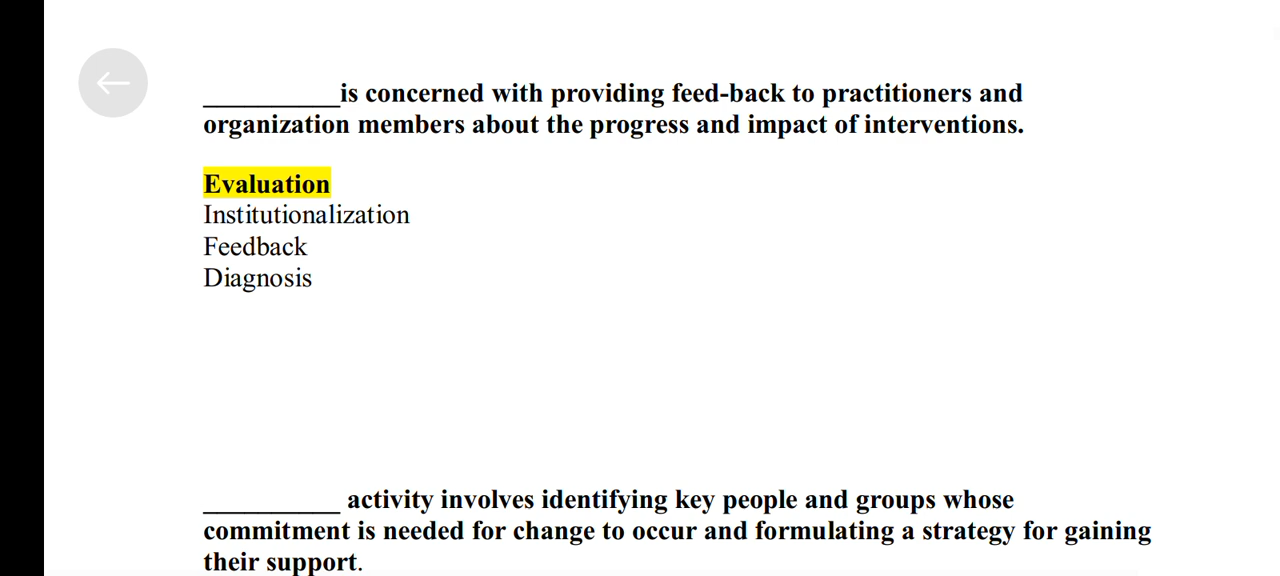 __________is concerned with providing feed-back to practitioners and
organization members about the progress and impact of interventions.
Evaluation
Institutionalization
Feedback
Diagnosis
__________ activity involves identifying key people and groups whose
commitment is needed for change to occur and formulating a strategy for gaining
their support.